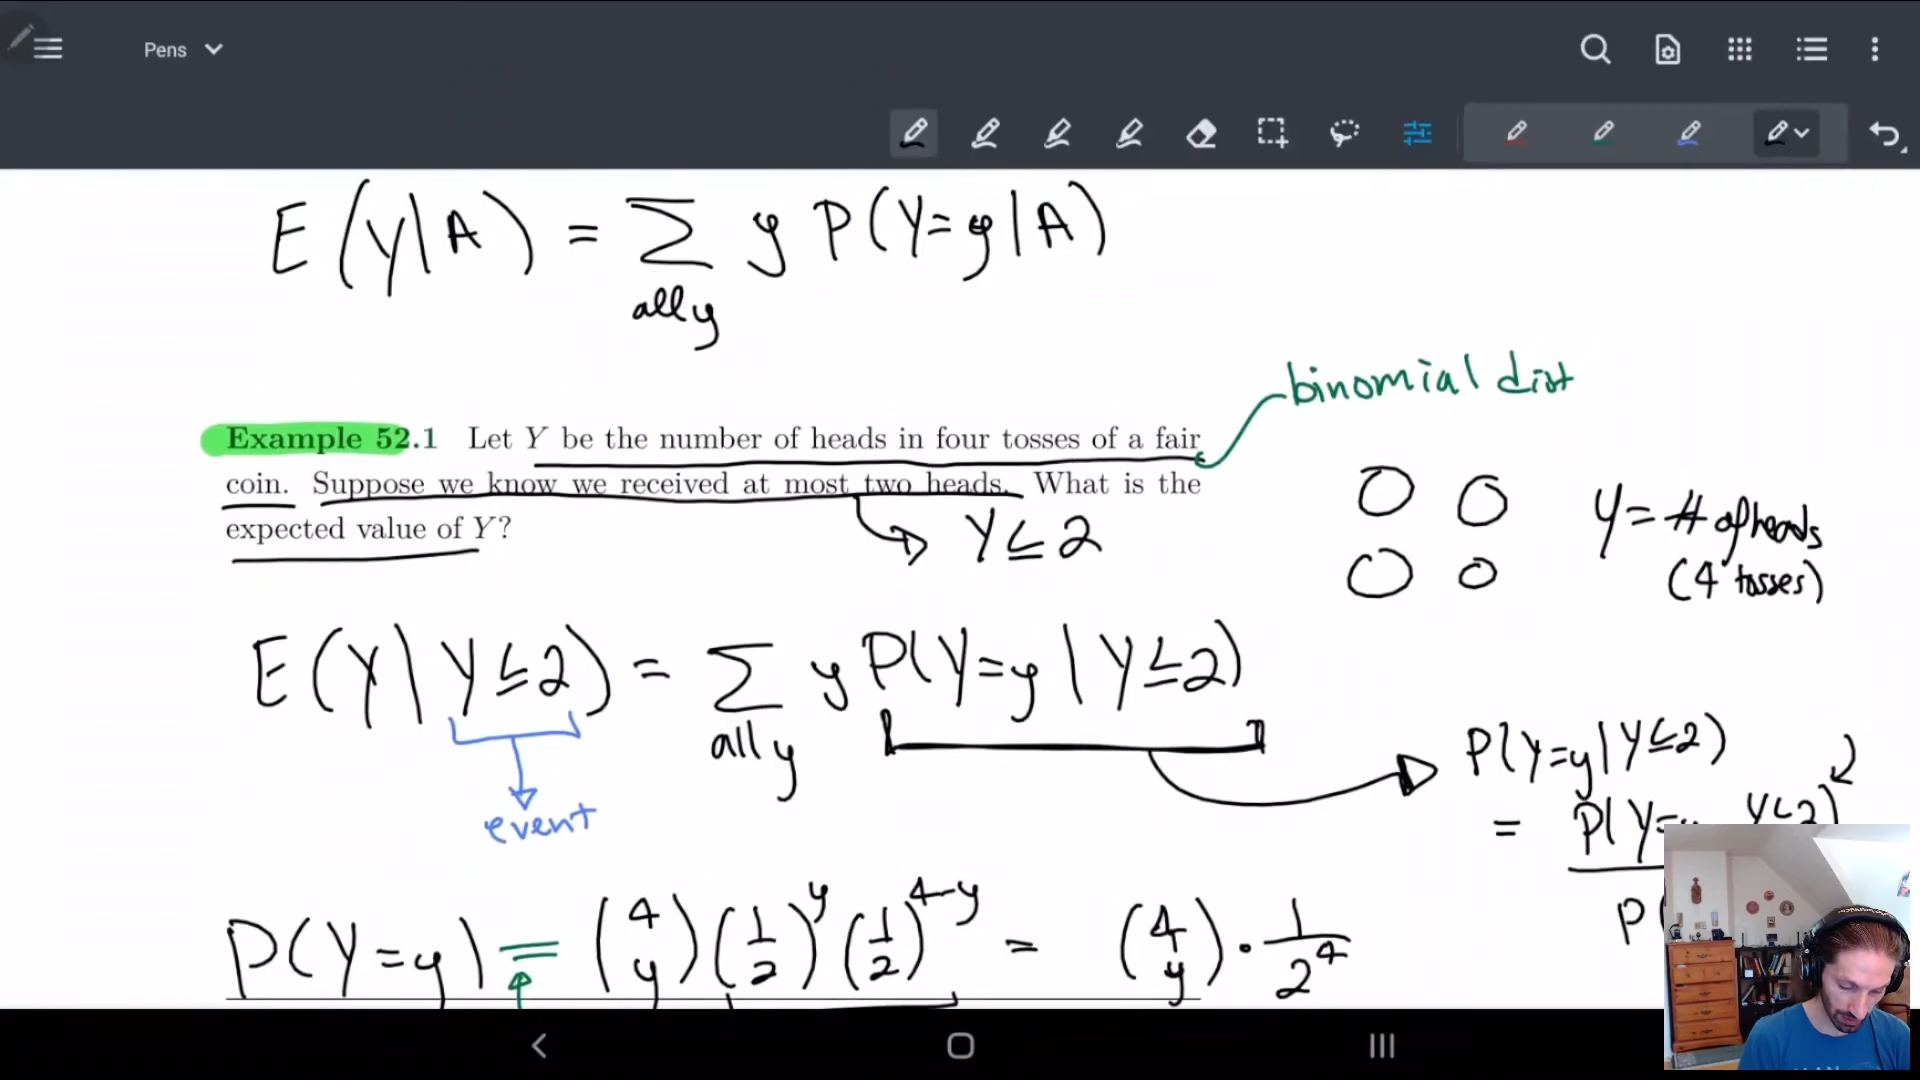 Pens
E(Y|A) = ∑ y P(Y=y|A)
all y
binomial dist
Example 52.1 Let Y be the number of heads in four tosses of a fair
coin. Suppose we know we received at most two heads. What is the
expected value of Y?
Y≤2
Y = # of heads
(4 tosses)
E(Y|Y≤2) = ∑ y P(Y=y|Y≤2)
all y
event
P(Y=y|Y≤2)
= P(Y=y Y≤2)
P(
P(Y=y) = (4 y)(1/2)^y(1/2)^4-y = (4 y) · 1/2^4